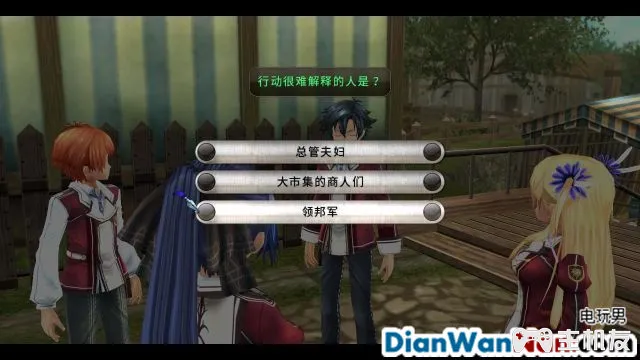 行动很难解释的人是？
总管夫妇
大市集的商人们
领邦军
电玩男